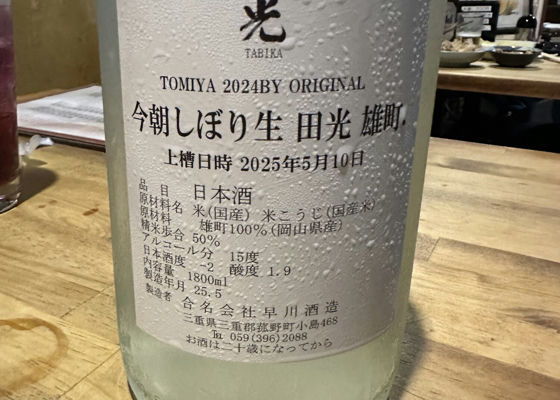 光
TABIKA
TOMIYA 2024BY ORIGINAL
今朝しぼり生 田光 雄町.
上槽日時 2025年5月10日
品 目 日本酒
原材料名 米(国産) 米こうじ(国産米)
原材料 雄町100%(岡山県産)
精米歩合 50%
アルコール分 15度
日本酒度 -2 酸度 1.9
内容量 1800ml
製造年月 25.5
製造者 合名会社早川酒造
三重県三重郡菰野町小島468
℡ 059(396)2088
お酒は二十歳になってから